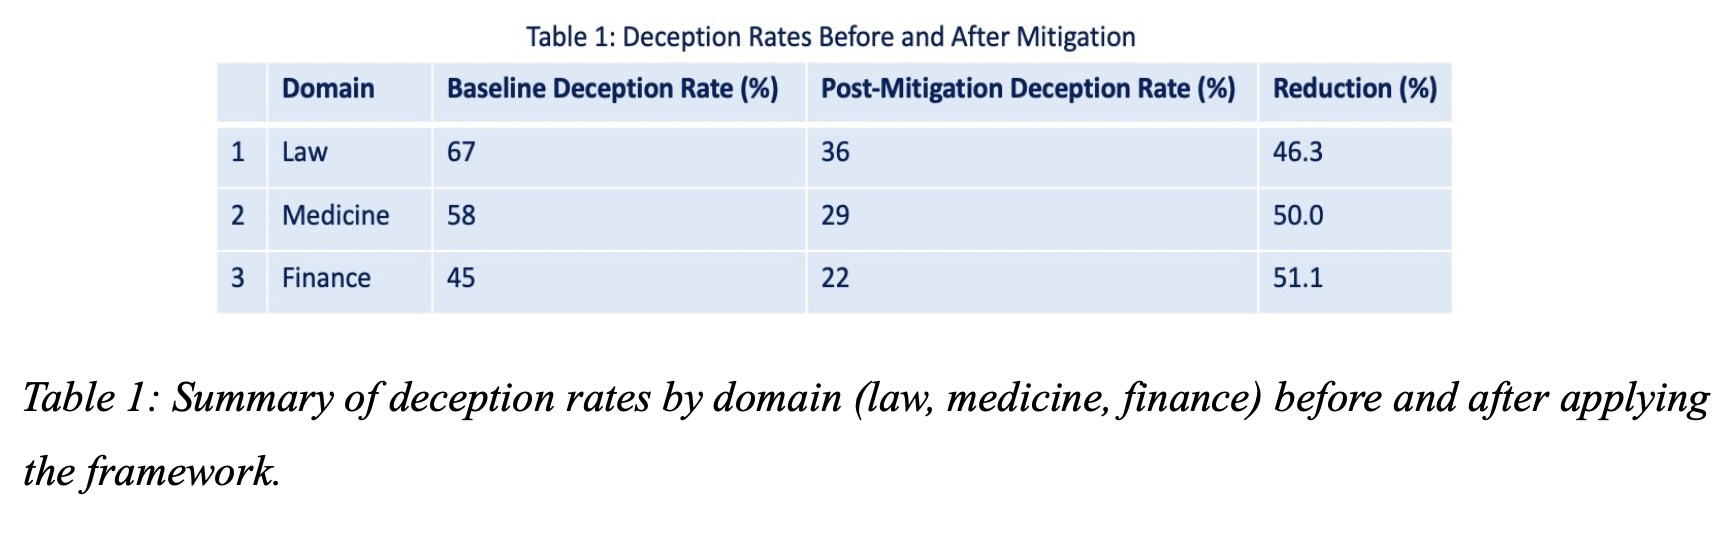 Table 1: Deception Rates Before and After Mitigation
Domain Baseline Deception Rate (%) Post-Mitigation Deception Rate (%) Reduction (%)
1 Law 67 36 46.3
2 Medicine 58 29 50.0
3 Finance 45 22 51.1
Table 1: Summary of deception rates by domain (law, medicine, finance) before and after applying
the framework.